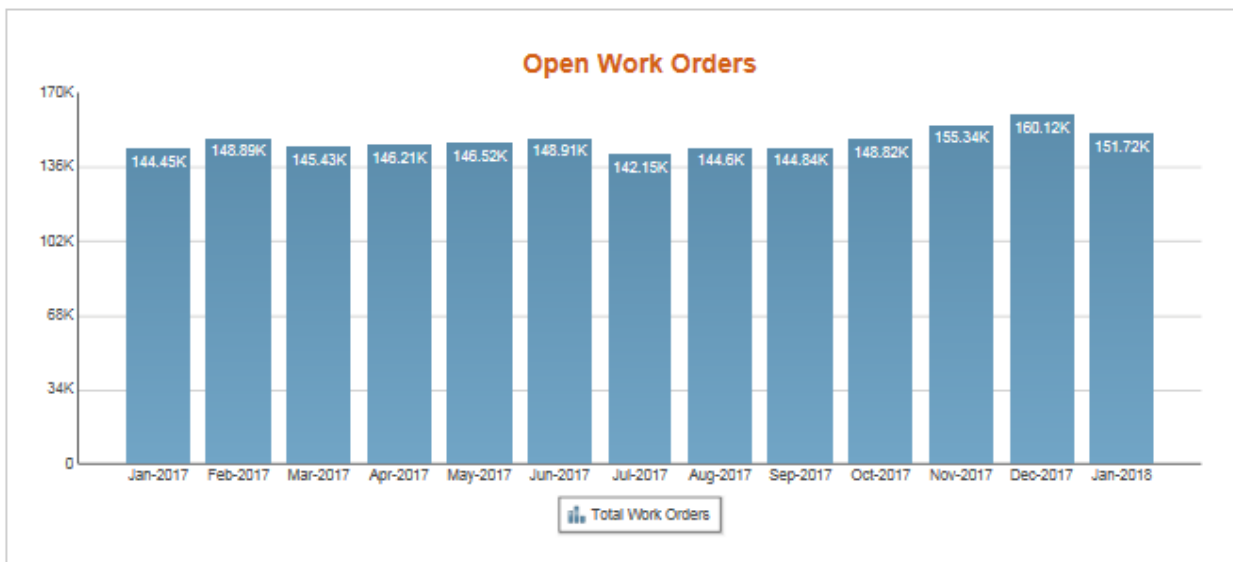 Open Work Orders
170K
136K
102K
68K
34K
0
144.45K 148.89K 145.43K 146.21K 146.52K 148.91K 142.15K 144.6K 144.84K 148.82K 155.34K 160.12K 151.72K
Jan-2017 Feb-2017 Mar-2017 Apr-2017 May-2017 Jun-2017 Jul-2017 Aug-2017 Sep-2017 Oct-2017 Nov-2017 Dec-2017 Jan-2018
Total Work Orders